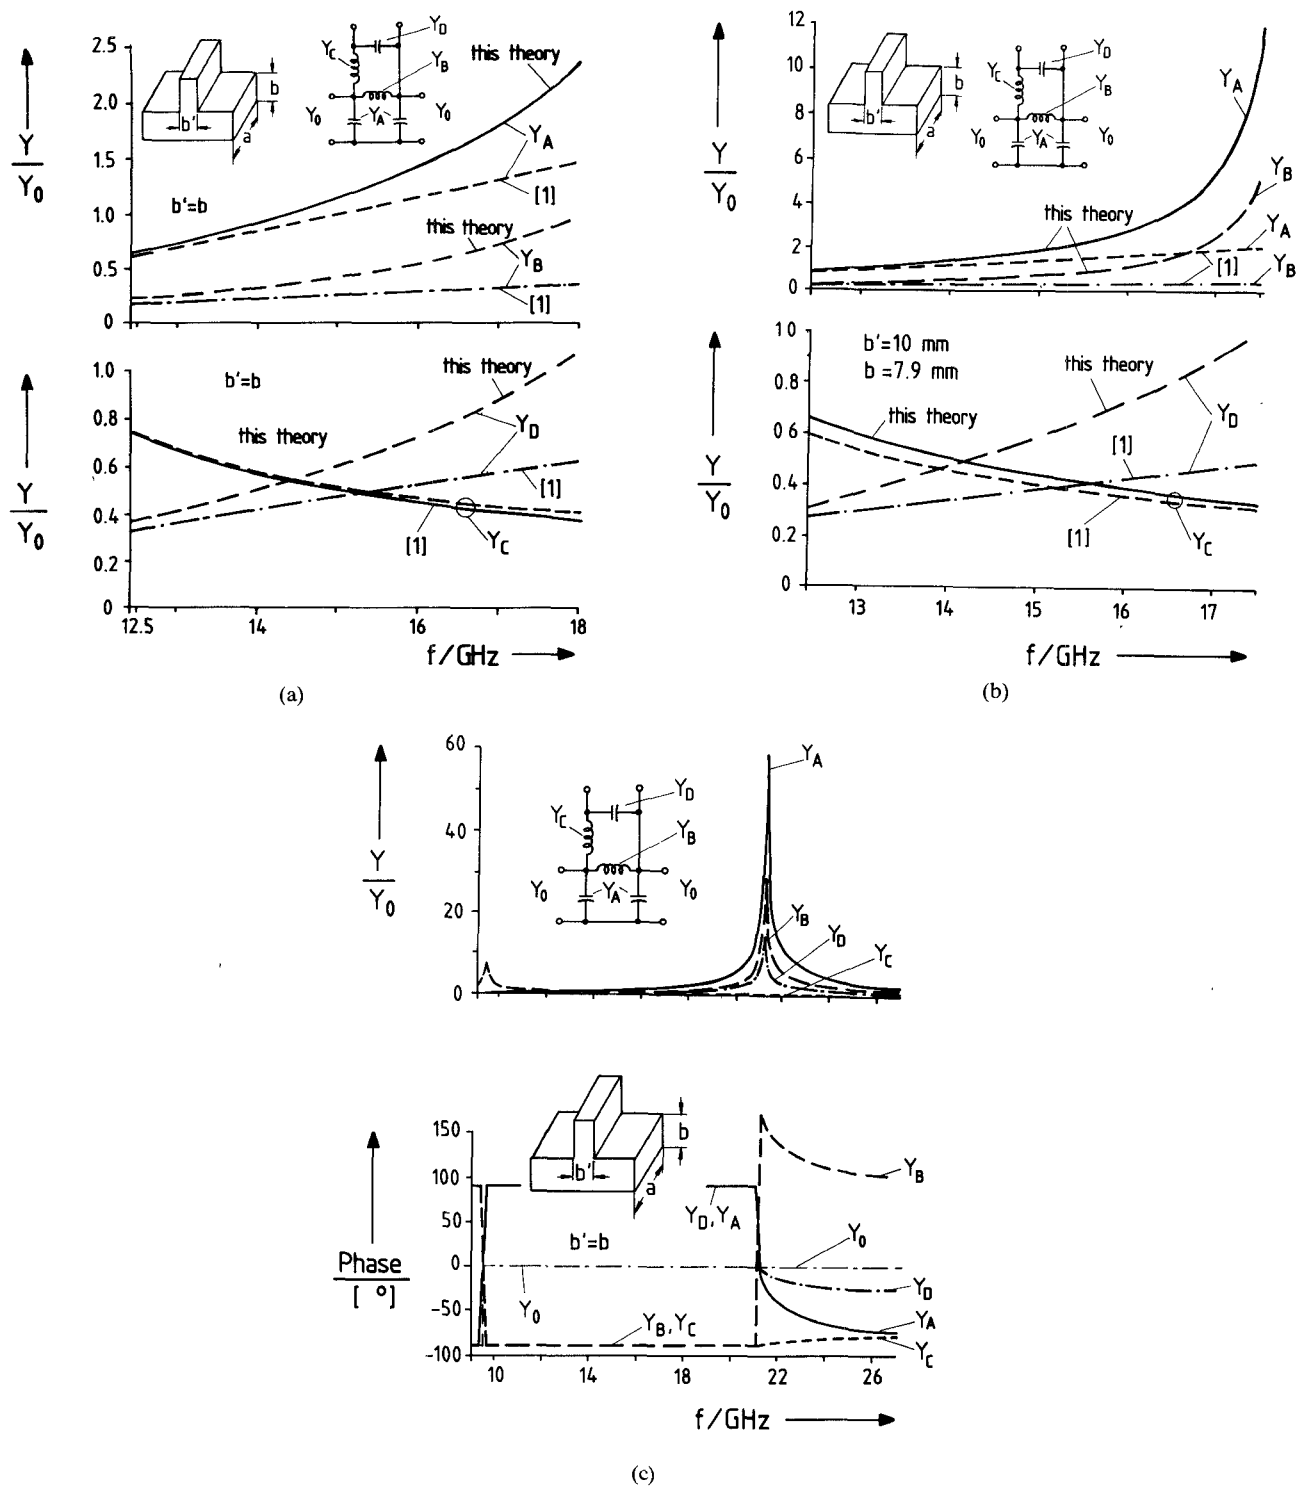 2.5
2.0
1.5
1.0
0.5
0
Y
Y0
b
b'
a
b'=b
YC
YD
YB
Y0
YA
Y0
this theory
YA
[1]
this theory
YB
[1]
1.0
0.8
0.6
0.4
0.2
0
Y
Y0
b'=b
this theory
this theory
YD
[1]
[1]
YC
12.5
14
16
18
f/GHz
(a)
12
10
8
6
4
2
0
Y
Y0
b
b'
a
YC
YD
YB
Y0
YA
Y0
YA
YB
this theory
YA
[1]
YB
1 0
0.8
0.6
0.4
0.2
0
Y
Y0
b'=10 mm
b =7.9 mm
this theory
this theory
YD
[1]
[1]
YC
13
14
15
16
17
f/GHz
(b)
60
40
20
0
Y
Y0
YC
YD
YB
Y0
YA
Y0
YA
YB
YD
YC
150
100
50
0
-50
-100
Phase
[ °]
b
b'
a
b'=b
YD, YA
Y0
YB, YC
YB
Y0
YD
YA
YC
10
14
18
22
26
f/GHz
(c)